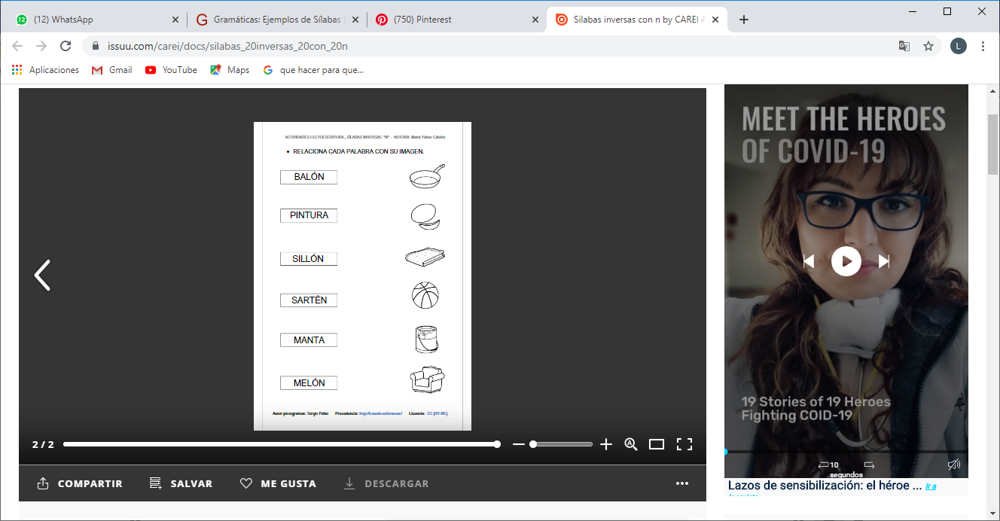 (12) WhatsApp
Gramáticas: Ejemplos de Sílabas
(750) Pinterest
Silabas inversas con n by CAREI A
issuu.com/carei/docs/silabas_20inversas_20con_20n
L
Aplicaciones
Gmail
YouTube
Maps
que hacer para que...
ACTIVIDADES LECTOESCRITURA , SÍLABAS INVERSAS "N" - AUTORA: María Yáñez Calviño
• RELACIONA CADA PALABRA CON SU IMAGEN.
BALÓN
PINTURA
SILLÓN
SARTÉN
MANTA
MELÓN
Autor pictogramas: Sergio Palao Procedencia: http://catedu.es/arasaac/ Licencia: CC (BY-NC)
2 / 2
COMPARTIR
SALVAR
ME GUSTA
DESCARGAR
MEET THE HEROES
OF COVID-19
19 Stories of 19 Heroes
Fighting COID-19
10
segundos
Lazos de sensibilización: el héroe ... Ir a